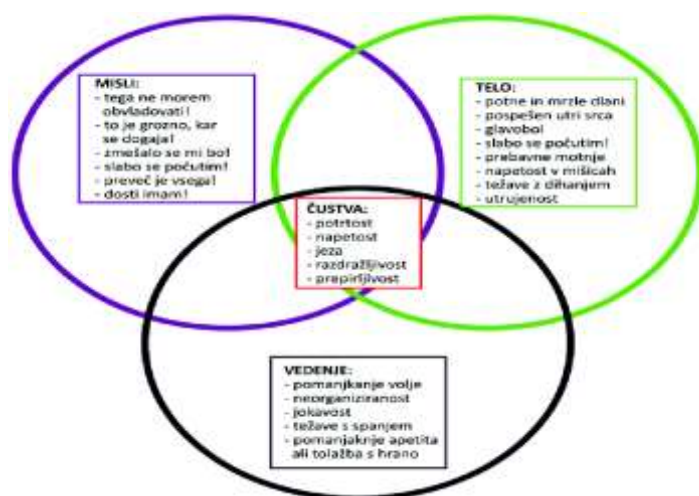 MISLI:
- tega ne morem
obvladovati!
- to je grozno, kar
se dogaja!
- zmešalo se mi bo!
- slabo se počutim!
- preveč je vsega!
- dosti imam!
TELO:
- potne in mrzle dlani
- pospešen utri srca
- glavobol
- slabo se počutim!
- prebavne motnje
- napetost v mišicah
- težave z dihanjem
- utrujenost
ČUSTVA:
- potrtost
- napetost
- jeza
- razdražljivost
- prepirljivost
VEDENJE:
- pomanjkanje volje
- neorganiziranost
- jokavost
- težave s spanjem
- pomanjaknje apetita
ali tolažba s hrano